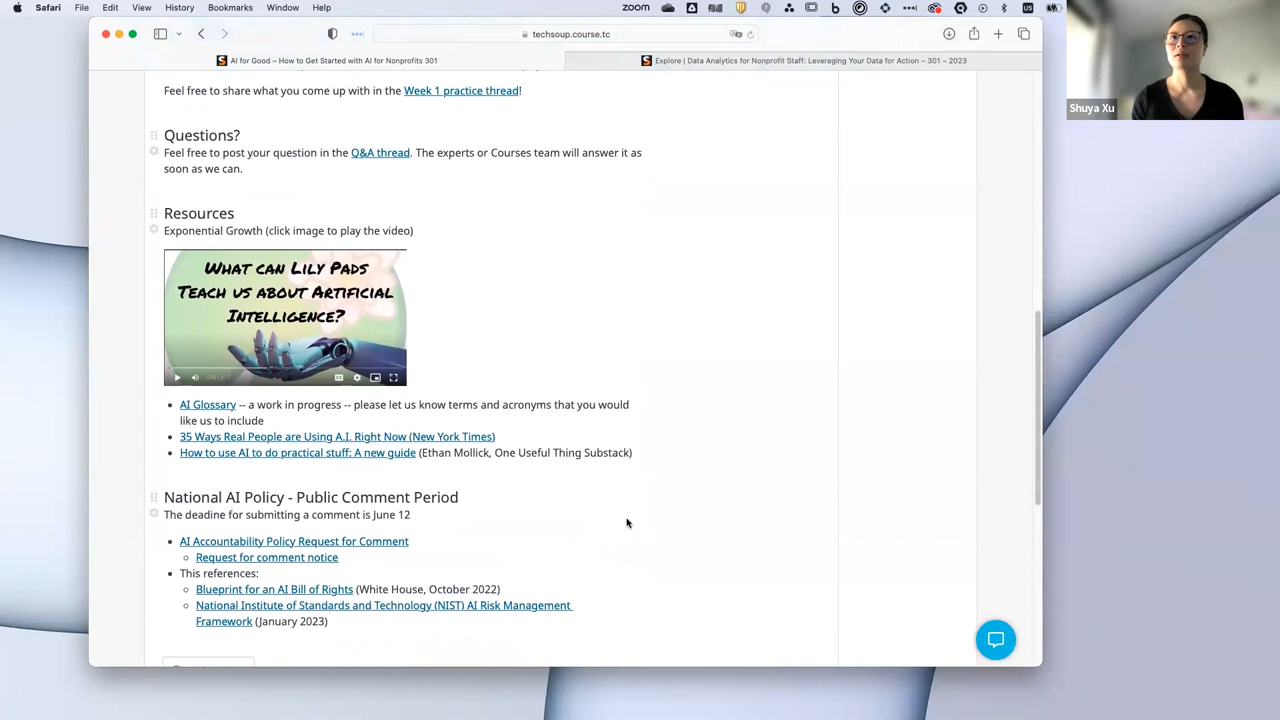 Safari File Edit View History Bookmarks Window Help
zoom
US
techsoup.course.tc
AI for Good – How to Get Started with AI for Nonprofits 301
Explore | Data Analytics for Nonprofit Staff: Leveraging Your Data for Action – 301 – 2023
Shuya Xu
Feel free to share what you come up with in the Week 1 practice thread!
Questions?
Feel free to post your question in the Q&A thread. The experts or Courses team will answer it as
soon as we can.
Resources
Exponential Growth (click image to play the video)
What can Lily Pads
Teach us about Artificial
Intelligence?
AI Glossary -- a work in progress -- please let us know terms and acronyms that you would
like us to include
35 Ways Real People are Using A.I. Right Now (New York Times)
How to use AI to do practical stuff: A new guide (Ethan Mollick, One Useful Thing Substack)
National AI Policy - Public Comment Period
The deadine for submitting a comment is June 12
AI Accountability Policy Request for Comment
Request for comment notice
This references:
Blueprint for an AI Bill of Rights (White House, October 2022)
National Institute of Standards and Technology (NIST) AI Risk Management
Framework (January 2023)